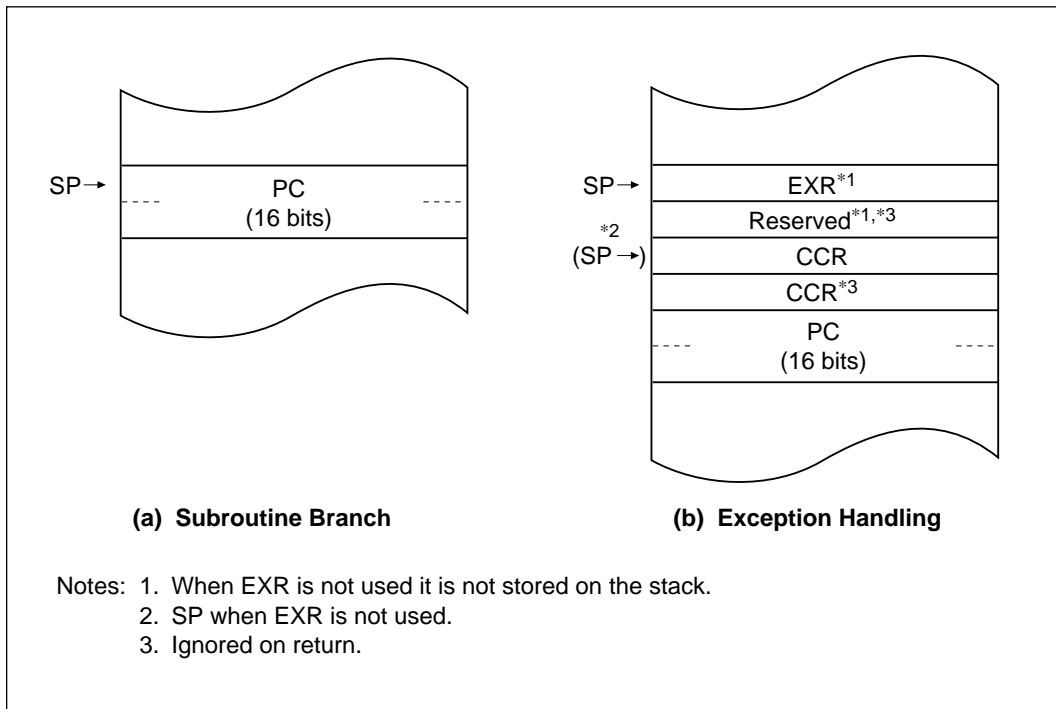 SP→
PC
(16 bits)
(a) Subroutine Branch
SP→
*2
(SP→)
EXR*1
Reserved*1,*3
CCR
CCR*3
PC
(16 bits)
(b) Exception Handling
Notes: 1. When EXR is not used it is not stored on the stack.
2. SP when EXR is not used.
3. Ignored on return.